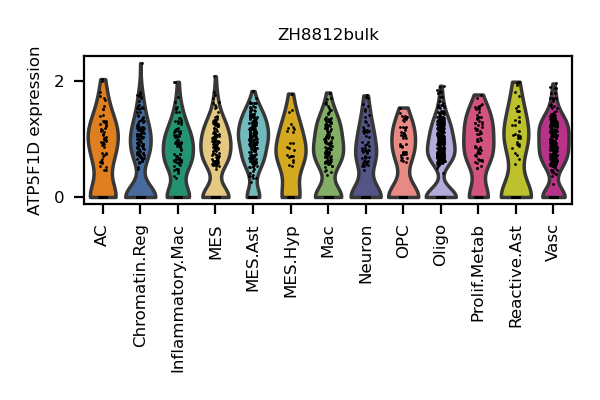 ZH8812bulk
ATP5F1D expression
2
0
AC
Chromatin.Reg
Inflammatory.Mac
MES
MES.Ast
MES.Hyp
Mac
Neuron
OPC
Oligo
Prolif.Metab
Reactive.Ast
Vasc